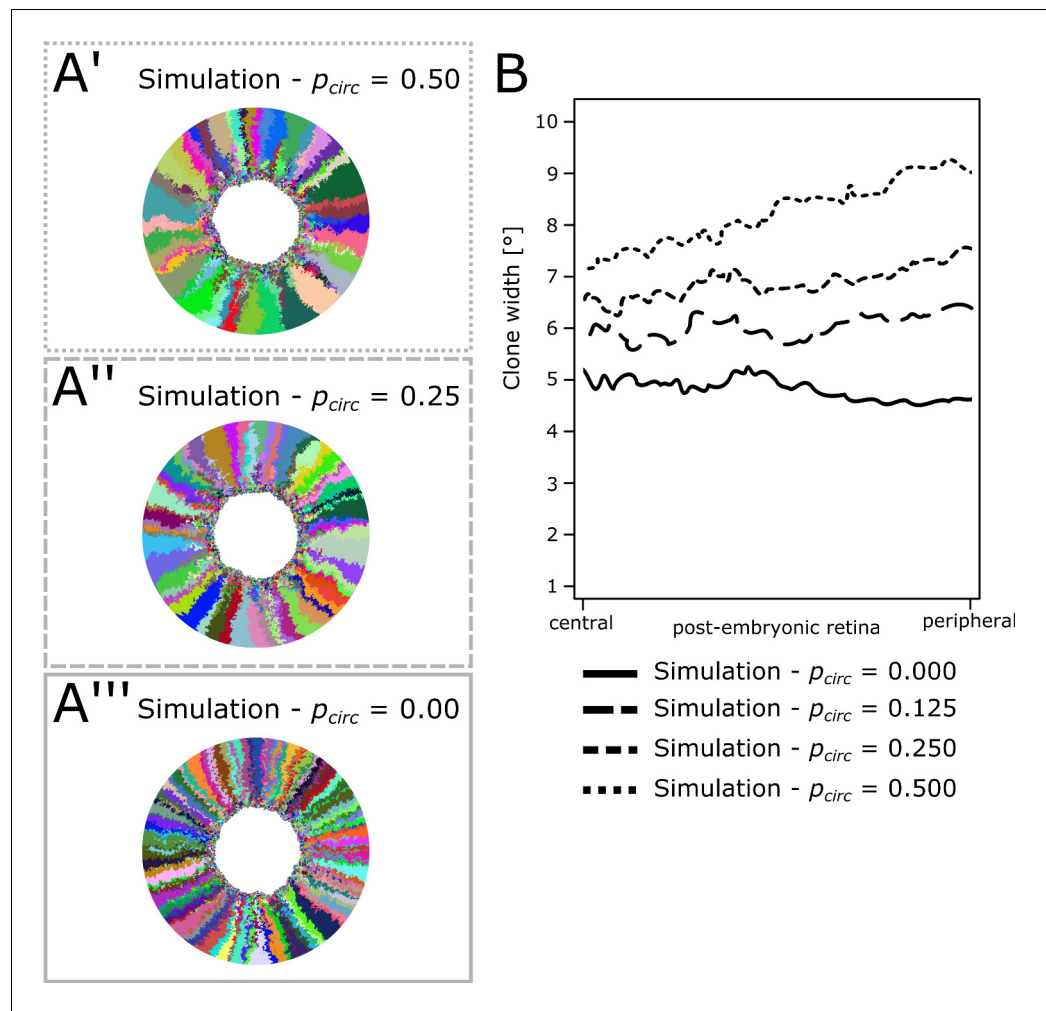 A'
Simulation - p_circ = 0.50
A''
Simulation - p_circ = 0.25
A'''
Simulation - p_circ = 0.00
B
Clone width [°]
10
9
8
7
6
5
4
3
2
1
central
post-embryonic retina
peripheral
Simulation - p_circ = 0.000
Simulation - p_circ = 0.125
Simulation - p_circ = 0.250
Simulation - p_circ = 0.500